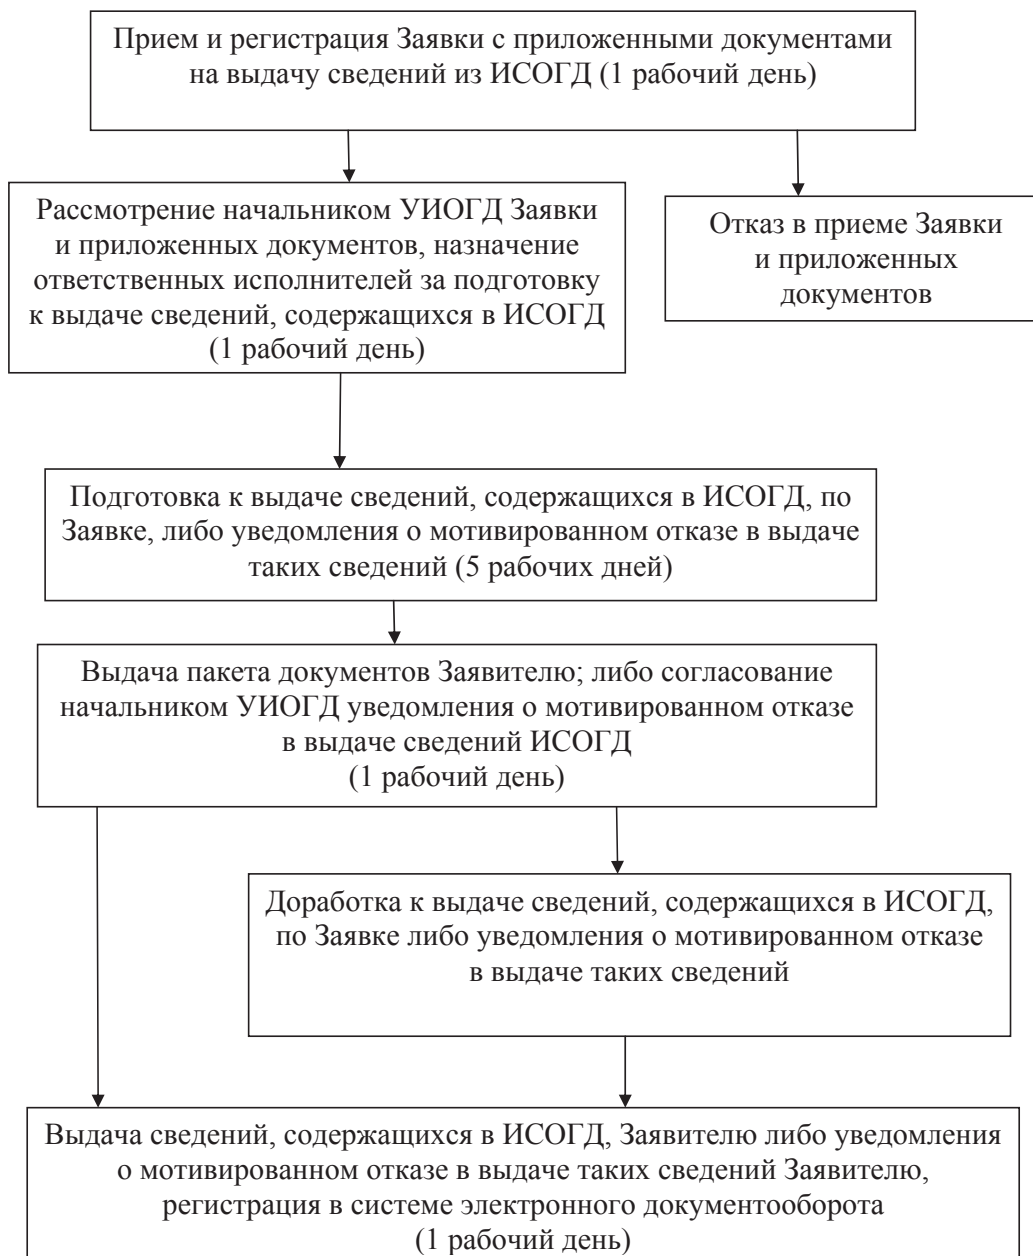 Прием и регистрация Заявки с приложенными документами
на выдачу сведений из ИСОГД (1 рабочий день)
Рассмотрение начальником УИОГД Заявки
и приложенных документов, назначение
ответственных исполнителей за подготовку
к выдаче сведений, содержащихся в ИСОГД
(1 рабочий день)
Отказ в приеме Заявки
и приложенных
документов
Подготовка к выдаче сведений, содержащихся в ИСОГД, по
Заявке, либо уведомления о мотивированном отказе в выдаче
таких сведений (5 рабочих дней)
Выдача пакета документов Заявителю; либо согласование
начальником УИОГД уведомления о мотивированном отказе
в выдаче сведений ИСОГД
(1 рабочий день)
Доработка к выдаче сведений, содержащихся в ИСОГД,
по Заявке либо уведомления о мотивированном отказе
в выдаче таких сведений
Выдача сведений, содержащихся в ИСОГД, Заявителю либо уведомления
о мотивированном отказе в выдаче таких сведений Заявителю,
регистрация в системе электронного документооборота
(1 рабочий день)